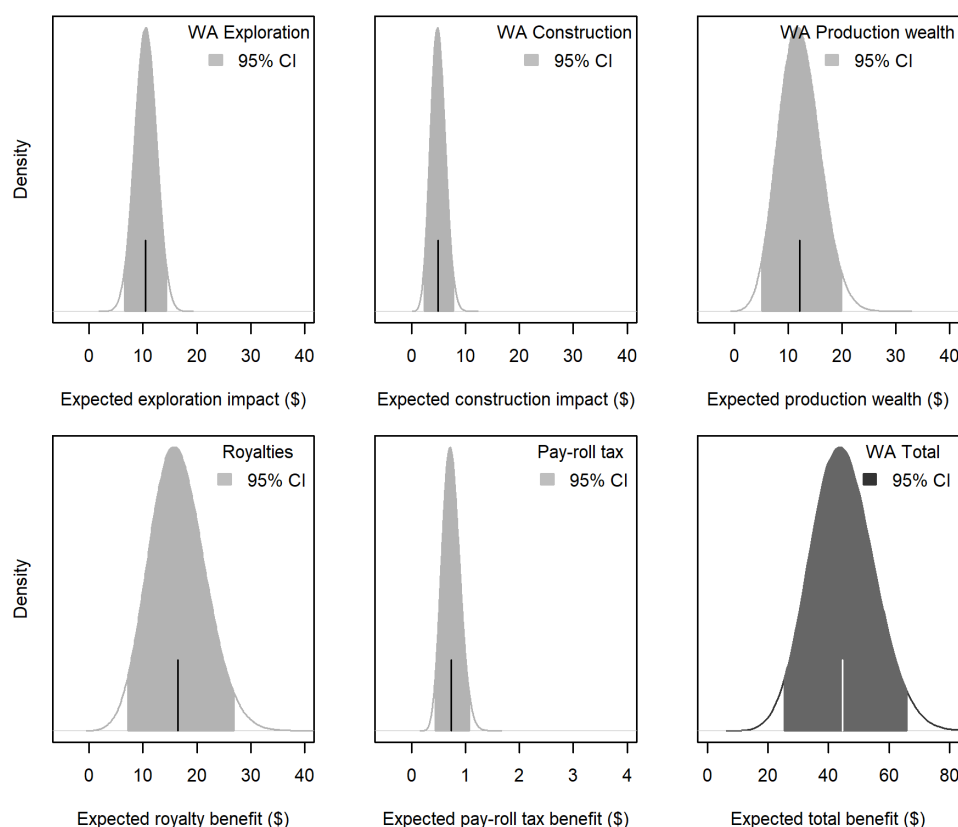 WA Exploration
95% CI
Density
0 10 20 30 40
Expected exploration impact ($)
WA Construction
95% CI
0 10 20 30 40
Expected construction impact ($)
WA Production wealth
95% CI
0 10 20 30 40
Expected production wealth ($)
Royalties
95% CI
Density
0 10 20 30 40
Expected royalty benefit ($)
Pay-roll tax
95% CI
0 1 2 3 4
Expected pay-roll tax benefit ($)
WA Total
95% CI
0 20 40 60 80
Expected total benefit ($)